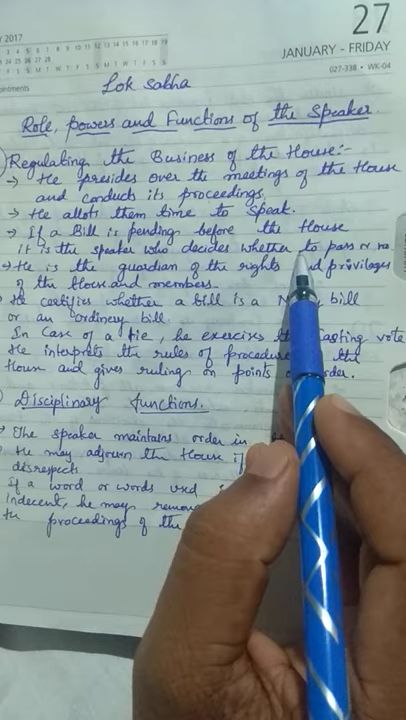 27
2017
JANUARY - FRIDAY
027-338 • WK-04
Lok sabha
Role, powers and Functions of the Speaker.
Regulating the Business of the House:-
→ He presides over the meetings of the House
and conducts its proceedings.
→ He allots them time to speak.
→ If a Bill is pending before the House
it is the speaker who decides whether to pass or no
→ He is the guardian of the rights and privileges
of the House and members.
He certifies whether a bill is a bill
or an ordinery bill.
In Case of a tie, he exercises casting vote
He interprets the rules of procedure the
House and gives ruling on points
Disciplinary functions.
→ The speaker maintains order in
He may adjourn the House
disrespects
If a word or words used
indecent, he may
the proceedings of the